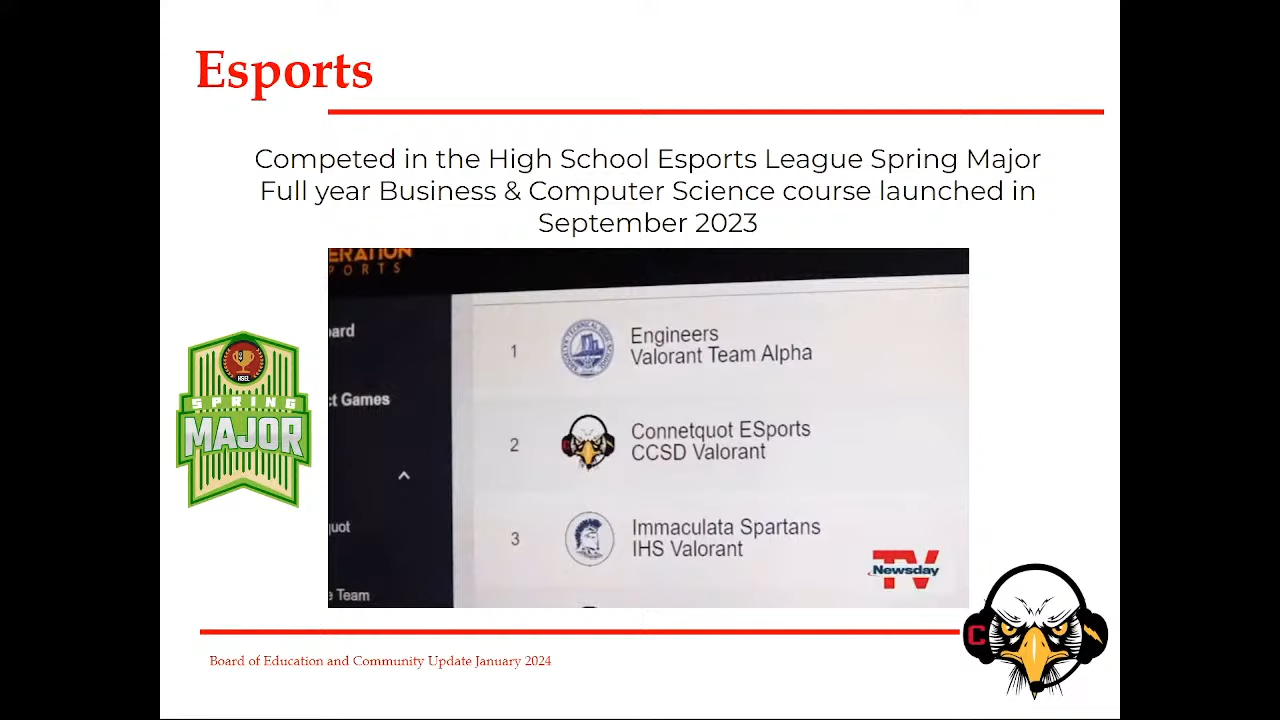 Esports
Competed in the High School Esports League Spring Major
Full year Business & Computer Science course launched in
September 2023
ERATION
PORTS
ard
ct Games
quot
e Team
1
Engineers
Valorant Team Alpha
2
Connetquot ESports
CCSD Valorant
3
Immaculata Spartans
IHS Valorant
TV
Newsday
HSEL
SPRING
MAJOR
C
Board of Education and Community Update January 2024